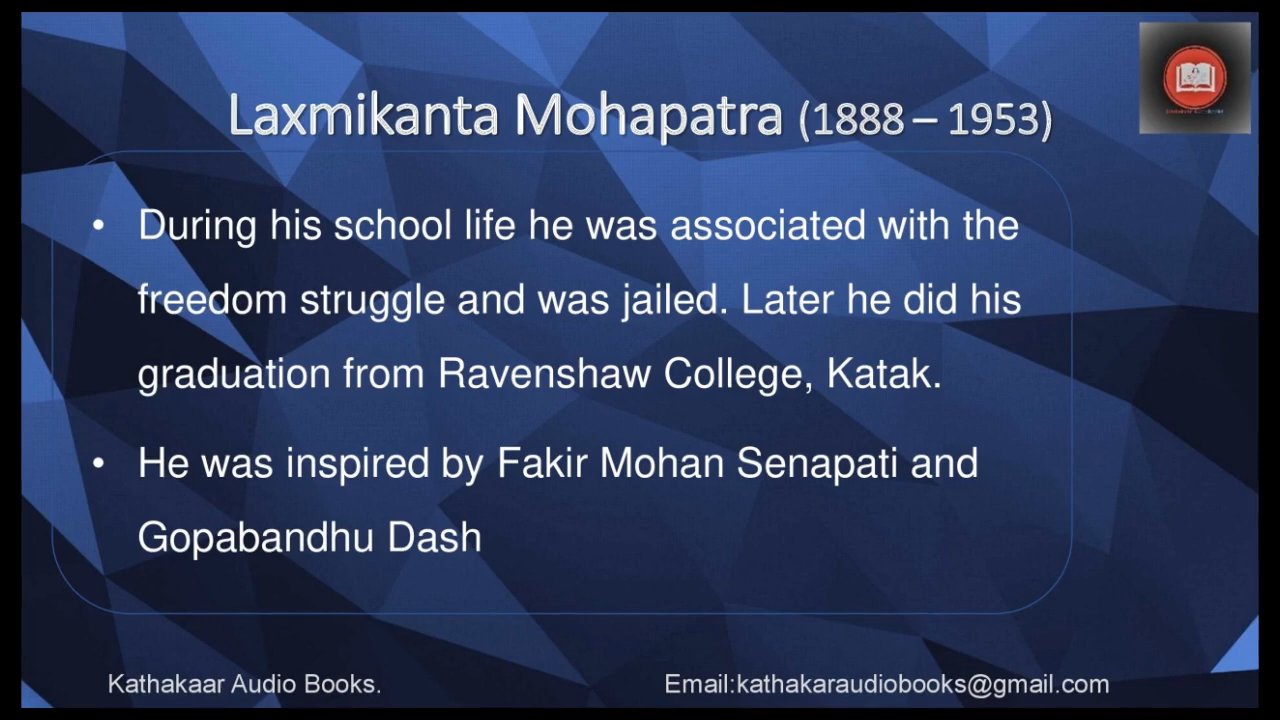 Laxmikanta Mohapatra (1888 – 1953)
• During his school life he was associated with the
freedom struggle and was jailed. Later he did his
graduation from Ravenshaw College, Katak.
• He was inspired by Fakir Mohan Senapati and
Gopabandhu Dash
Kathakaar Audio Books. Email:kathakaraudiobooks@gmail.com